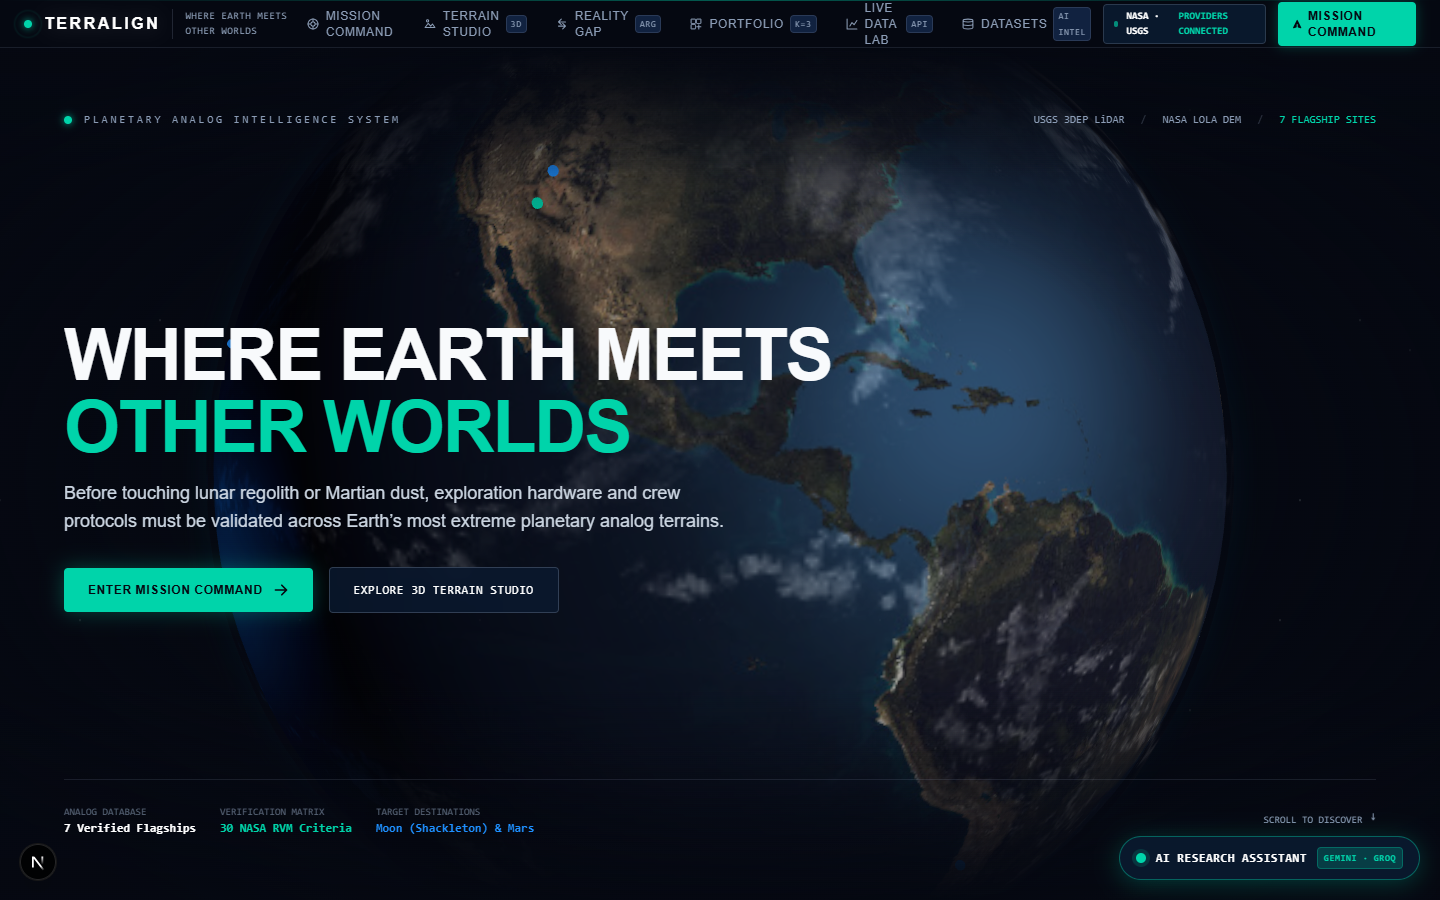 TERRALIGN
WHERE EARTH MEETS
OTHER WORLDS
MISSION
COMMAND
TERRAIN
STUDIO
3D
REALITY
GAP
ARG
PORTFOLIO
K=3
LIVE
DATA
LAB
API
DATASETS
AI
INTEL
NASA ·
USGS
PROVIDERS
CONNECTED
MISSION
COMMAND
PLANETARY ANALOG INTELLIGENCE SYSTEM
USGS 3DEP LiDAR / NASA LOLA DEM / 7 FLAGSHIP SITES
WHERE EARTH MEETS
OTHER WORLDS
Before touching lunar regolith or Martian dust, exploration hardware and crew
protocols must be validated across Earth's most extreme planetary analog terrains.
ENTER MISSION COMMAND →
EXPLORE 3D TERRAIN STUDIO
ANALOG DATABASE
7 Verified Flagships
VERIFICATION MATRIX
30 NASA RVM Criteria
TARGET DESTINATIONS
Moon (Shackleton) & Mars
SCROLL TO DISCOVER ↓
N
AI RESEARCH ASSISTANT
GEMINI · GROQ